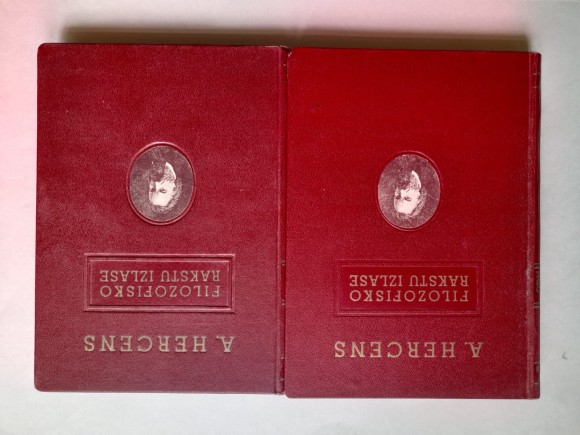 A. HERCENS
FILOZOFISKO
RAKSTU IZLASE
A. HERCENS
FILOZOFISKO
RAKSTU IZLASE